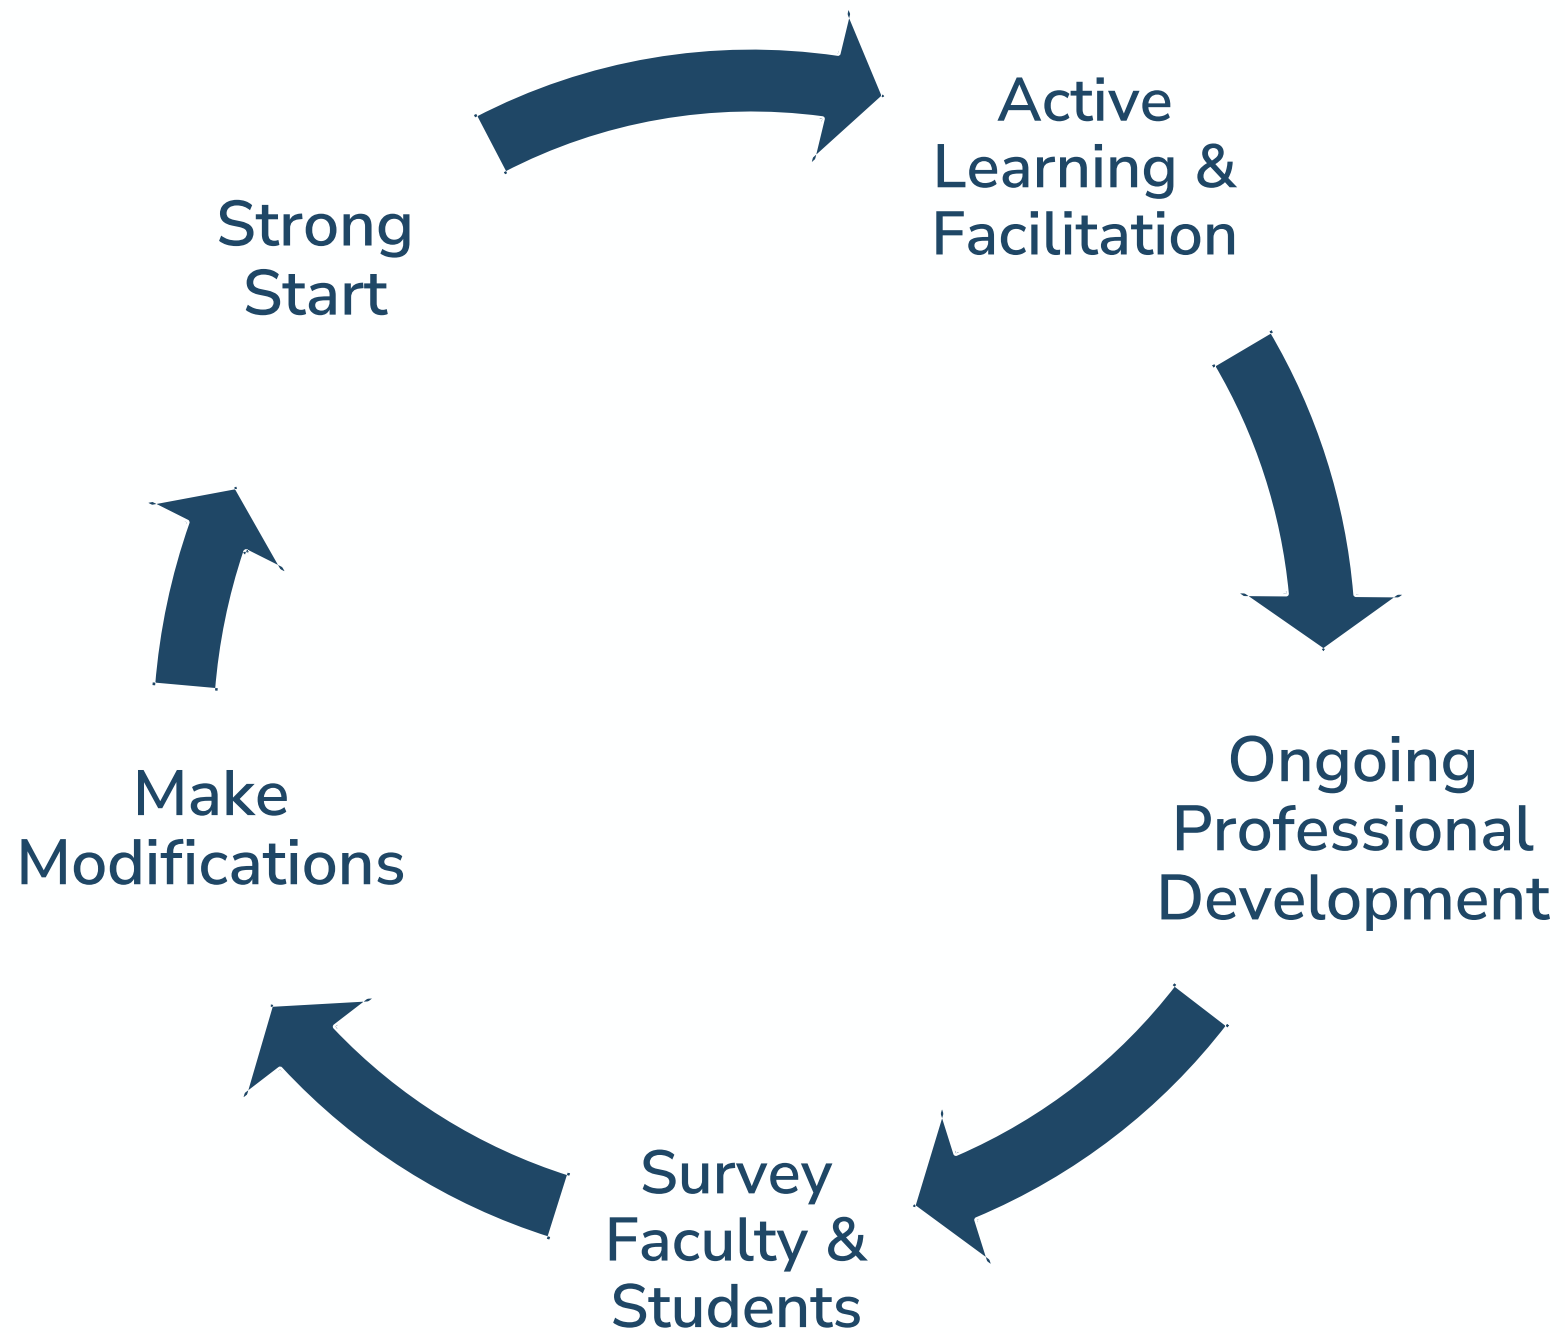 Strong
Start
Active
Learning &
Facilitation
Ongoing
Professional
Development
Survey
Faculty &
Students
Make
Modifications